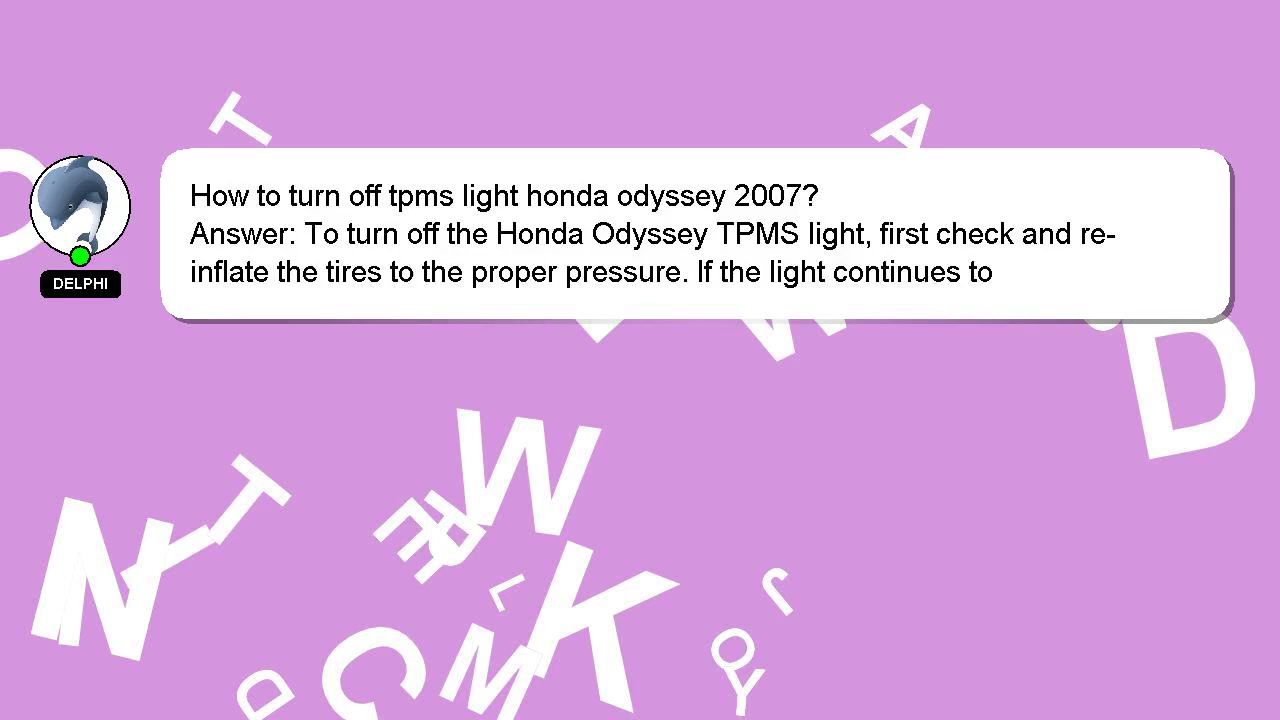 T
A
How to turn off tpms light honda odyssey 2007?
Answer: To turn off the Honda Odyssey TPMS light, first check and re-
inflate the tires to the proper pressure. If the light continues to
DELPHI
W
D
W
T
N
Y
E
R
L
K
J
M
C
O
Y
D